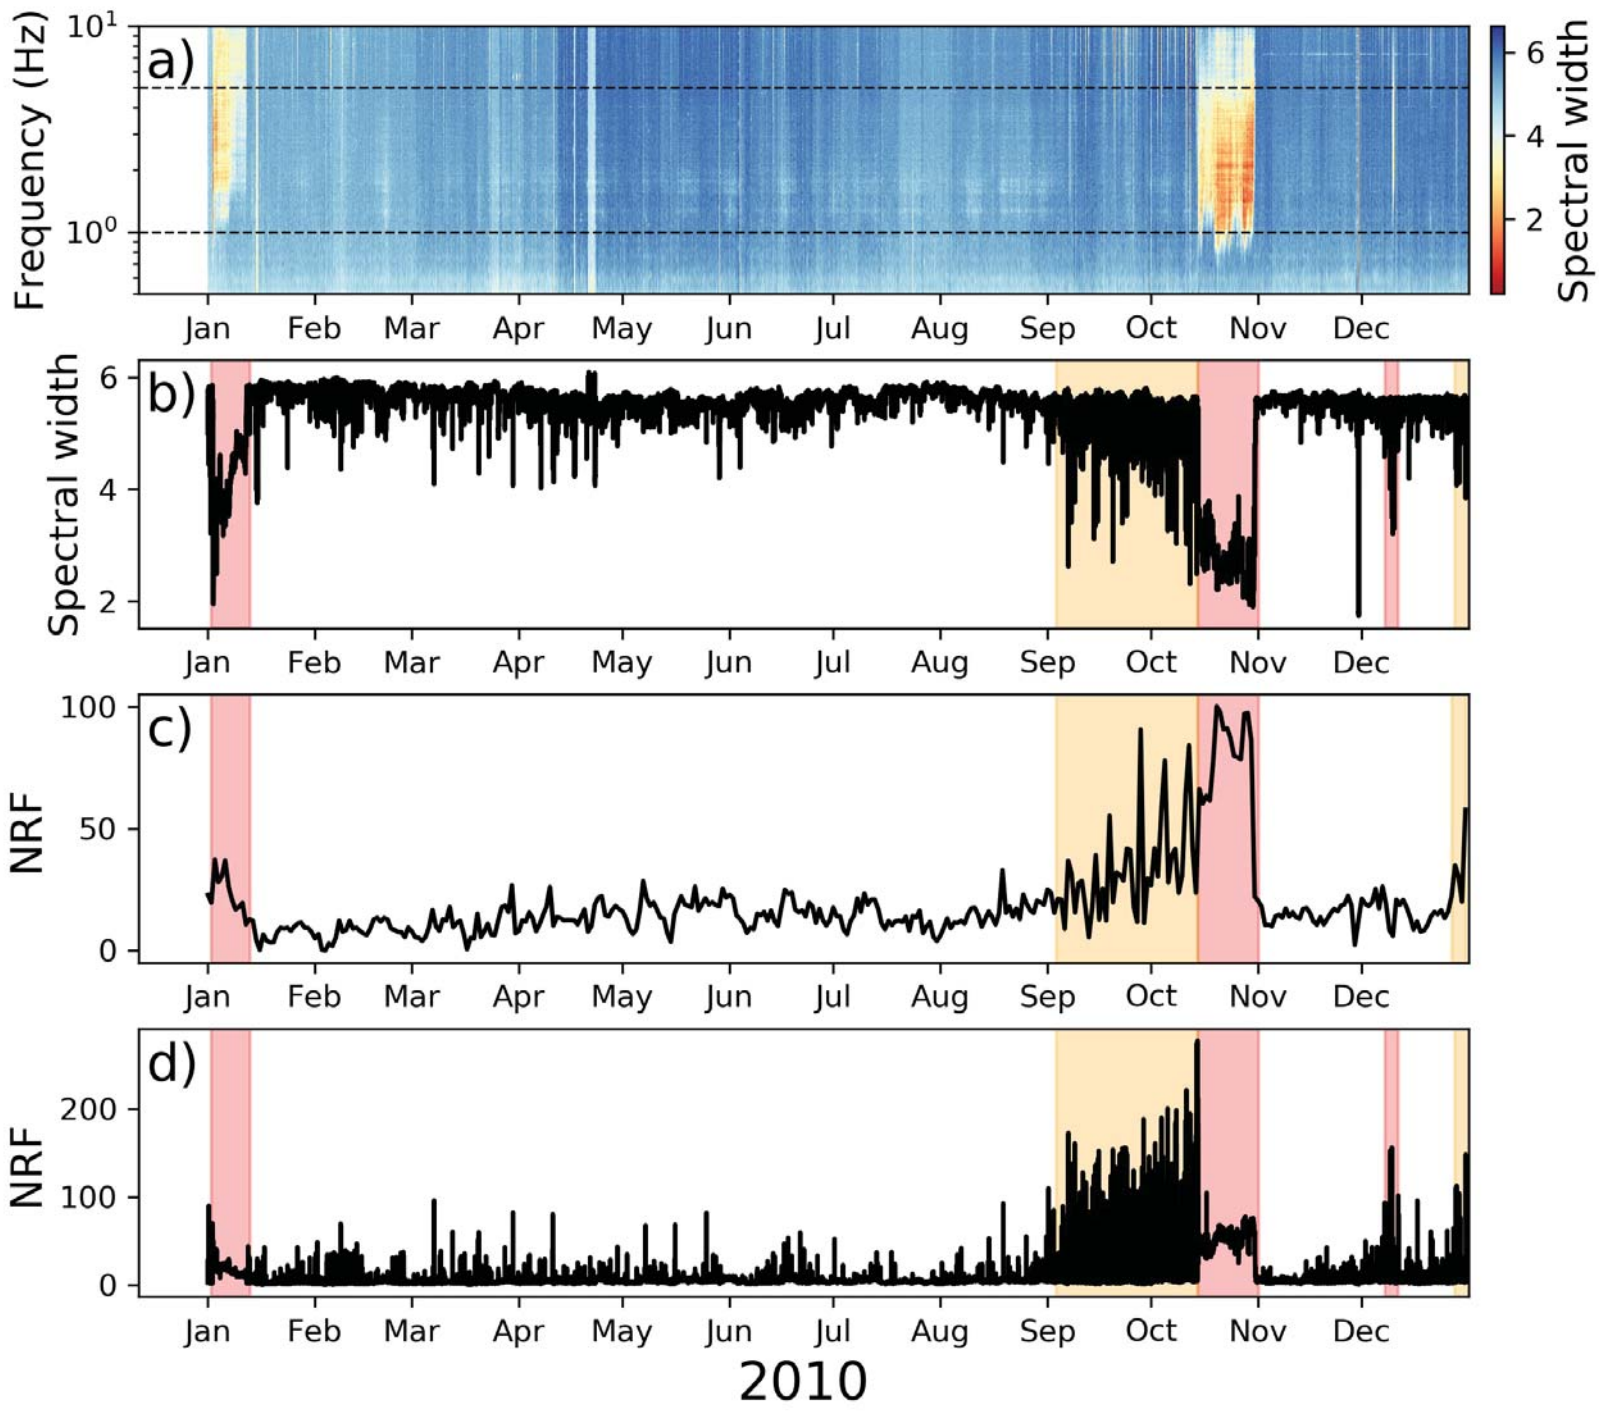 a)
Frequency (Hz)
10¹
10⁰
Jan Feb Mar Apr May Jun Jul Aug Sep Oct Nov Dec
6
4
2
Spectral width
b)
Spectral width
6
4
2
Jan Feb Mar Apr May Jun Jul Aug Sep Oct Nov Dec
c)
NRF
100
50
0
Jan Feb Mar Apr May Jun Jul Aug Sep Oct Nov Dec
d)
NRF
200
100
0
Jan Feb Mar Apr May Jun Jul Aug Sep Oct Nov Dec
2010